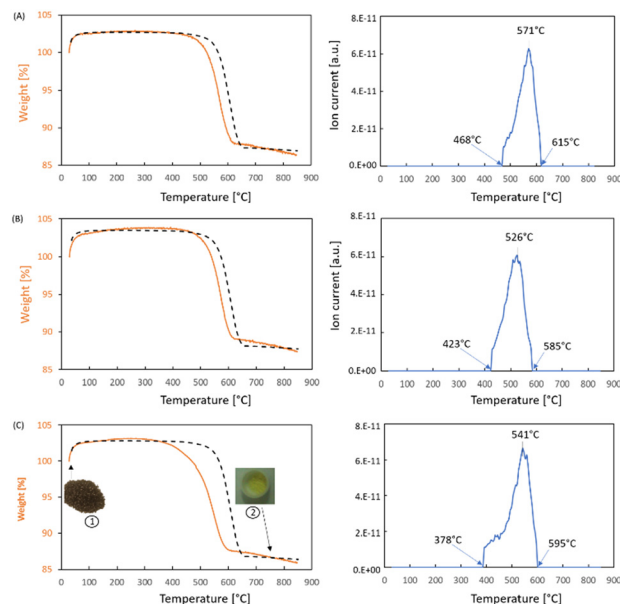 (A)
105
100
95
90
85
Weight [%]
0 100 200 300 400 500 600 700 800 900
Temperature [°C]
8.E-11
6.E-11
4.E-11
2.E-11
0.E+00
Ion current [a.u.]
571°C
468°C
615°C
0 100 200 300 400 500 600 700 800 900
Temperature [°C]
(B)
105
100
95
90
85
Weight [%]
0 100 200 300 400 500 600 700 800 900
Temperature [°C]
8.E-11
6.E-11
4.E-11
2.E-11
0.E+00
Ion current [a.u.]
526°C
423°C
585°C
0 100 200 300 400 500 600 700 800 900
Temperature [°C]
(C)
105
100
95
90
85
Weight [%]
1
2
0 100 200 300 400 500 600 700 800 900
Temperature [°C]
8.E-11
6.E-11
4.E-11
2.E-11
0.E+00
Ion current [a.u.]
541°C
378°C
595°C
0 100 200 300 400 500 600 700 800 900
Temperature [°C]